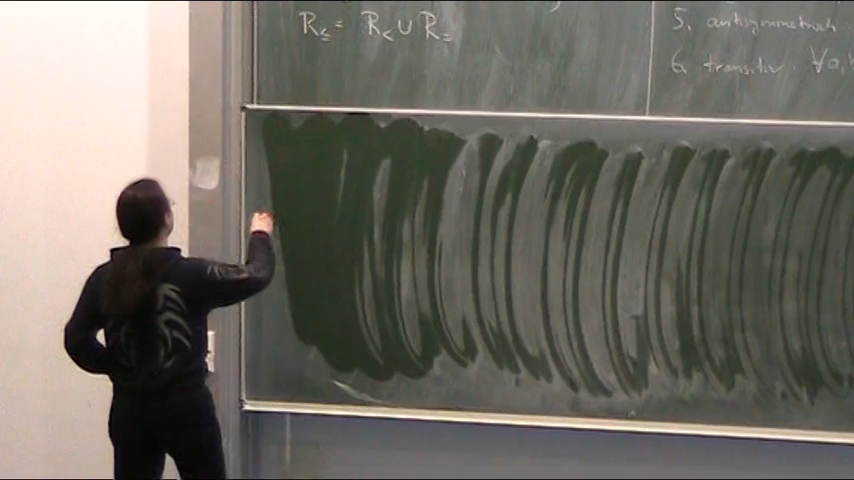 R≤ = R< ∪ R=
5. antisymmetrisch
6. transitiv. ∀a,